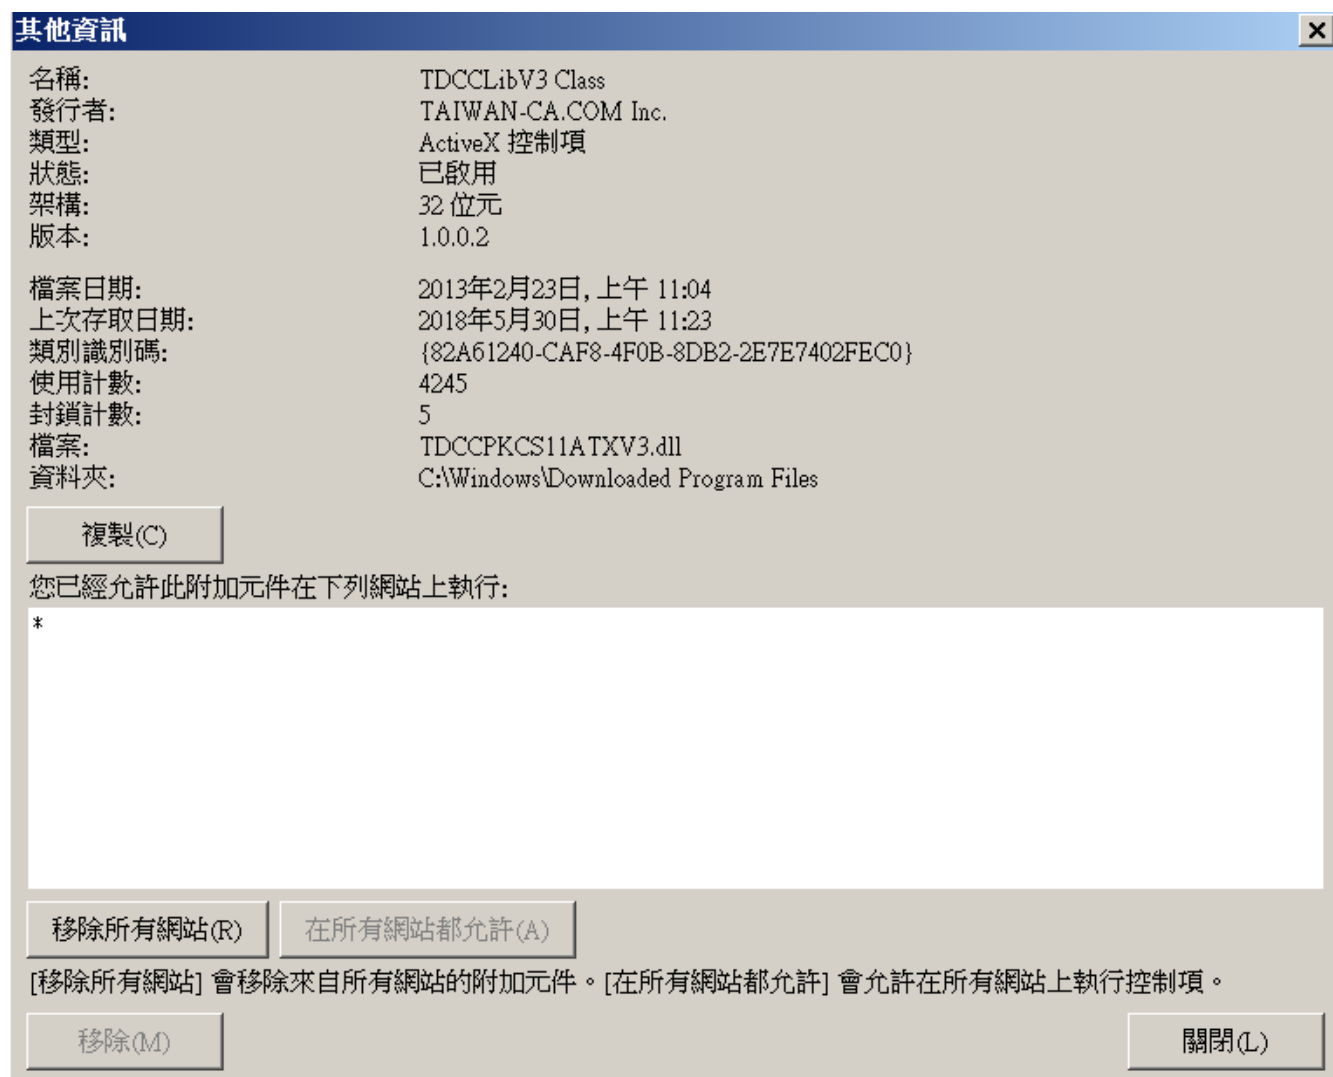 其他資訊
名稱: TDCCLibV3 Class
發行者: TAIWAN-CA.COM Inc.
類型: ActiveX 控制項
狀態: 已啟用
架構: 32 位元
版本: 1.0.0.2
檔案日期: 2013年2月23日, 上午 11:04
上次存取日期: 2018年5月30日, 上午 11:23
類別識別碼: {82A61240-CAF8-4F0B-8DB2-2E7E7402FEC0}
使用計數: 4245
封鎖計數: 5
檔案: TDCCPKCS11ATXV3.dll
資料夾: C:\Windows\Downloaded Program Files
複製(C)
您已經允許此附加元件在下列網站上執行:
*
移除所有網站(R) 在所有網站都允許(A)
[移除所有網站] 會移除來自所有網站的附加元件。[在所有網站都允許] 會允許在所有網站上執行控制項。
移除(M) 關閉(L)